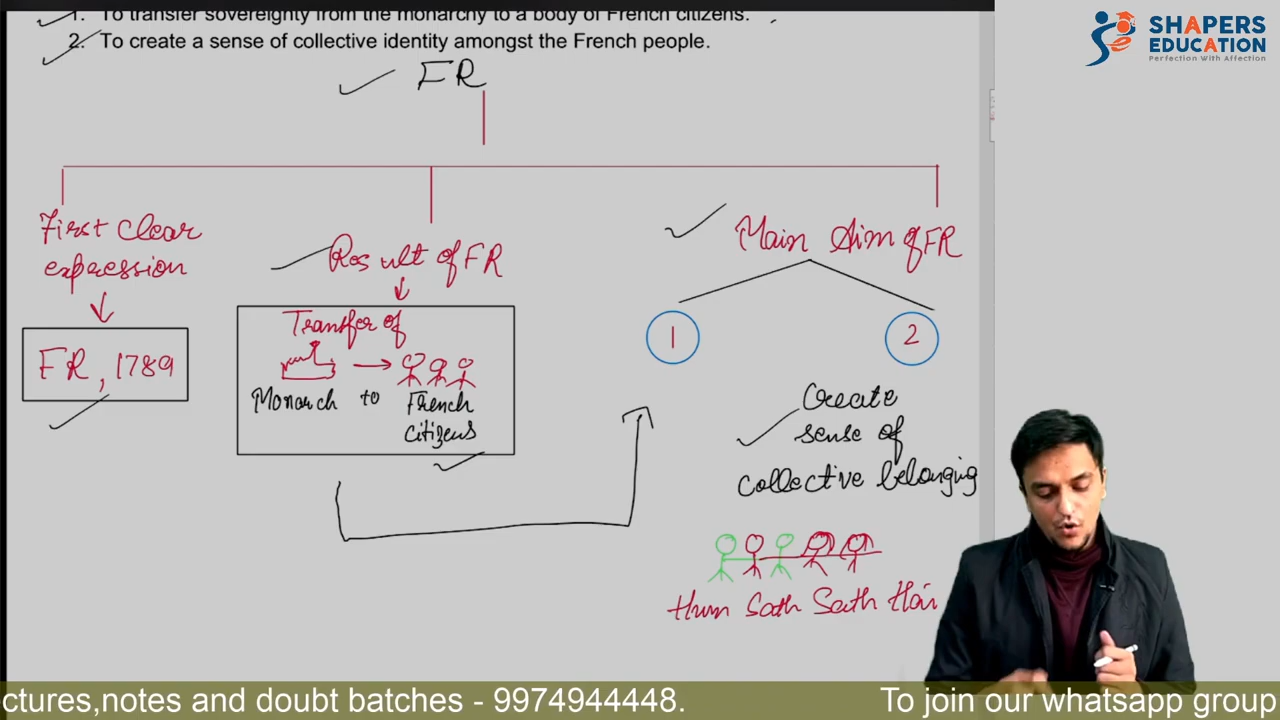 1. To transfer sovereignty from the monarchy to a body of French citizens.
2. To create a sense of collective identity amongst the French people.
SHAPERS
EDUCATION
Perfection With Affection
FR
First Clear
expression
FR, 1789
Result of FR
Transfer of
Monarch to French
citizens
Main Aim of FR
1
2
Create
sense of
collective belonging
Hum Sath Sath Hai
ctures,notes and doubt batches - 9974944448.
To join our whatsapp group